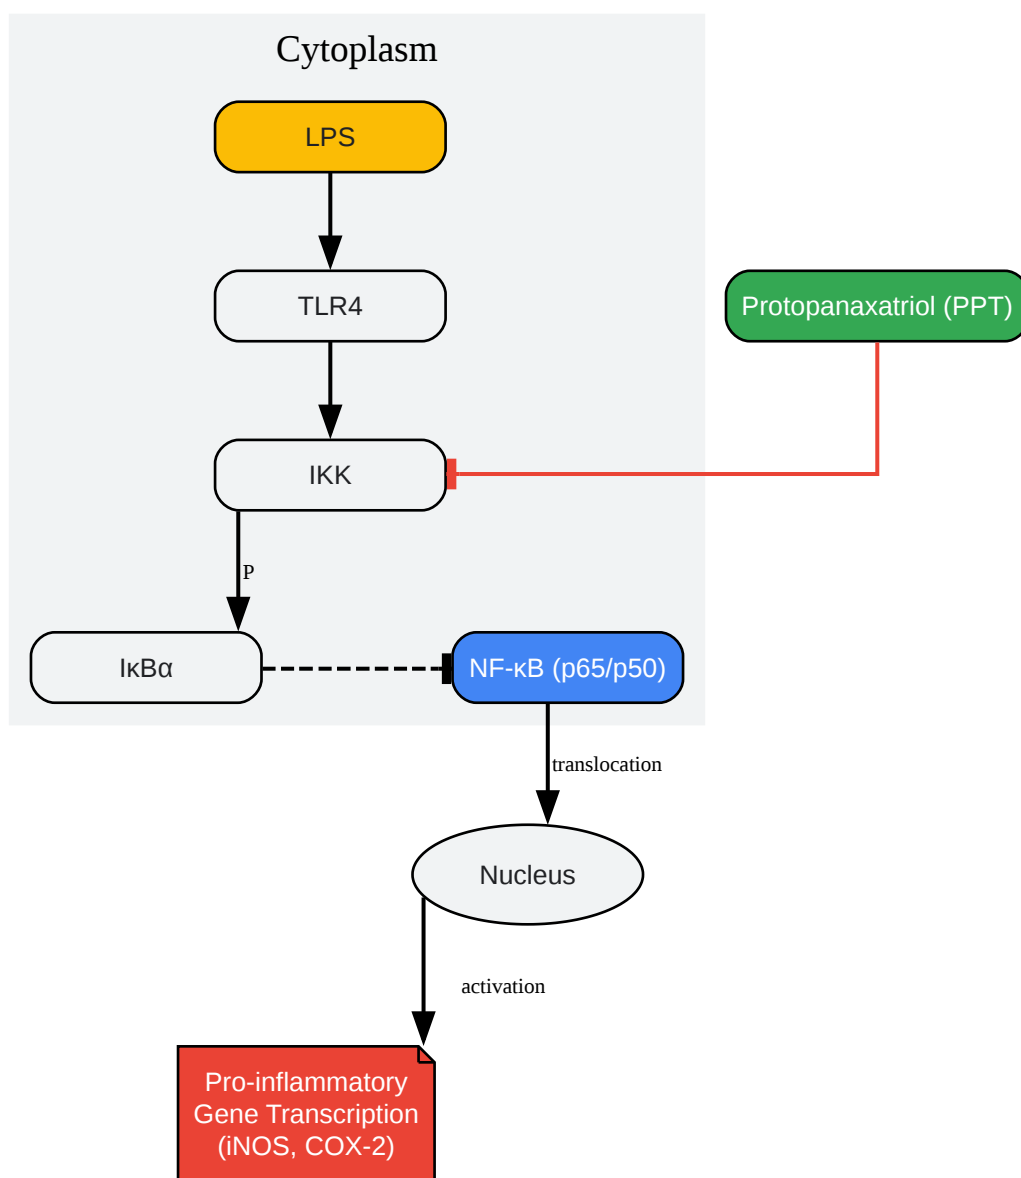 Cytoplasm
LPS
TLR4
Protopanaxatriol (PPT)
IKK
P
IκBα
NF-κB (p65/p50)
translocation
Nucleus
activation
Pro-inflammatory
Gene Transcription
(iNOS, COX-2)